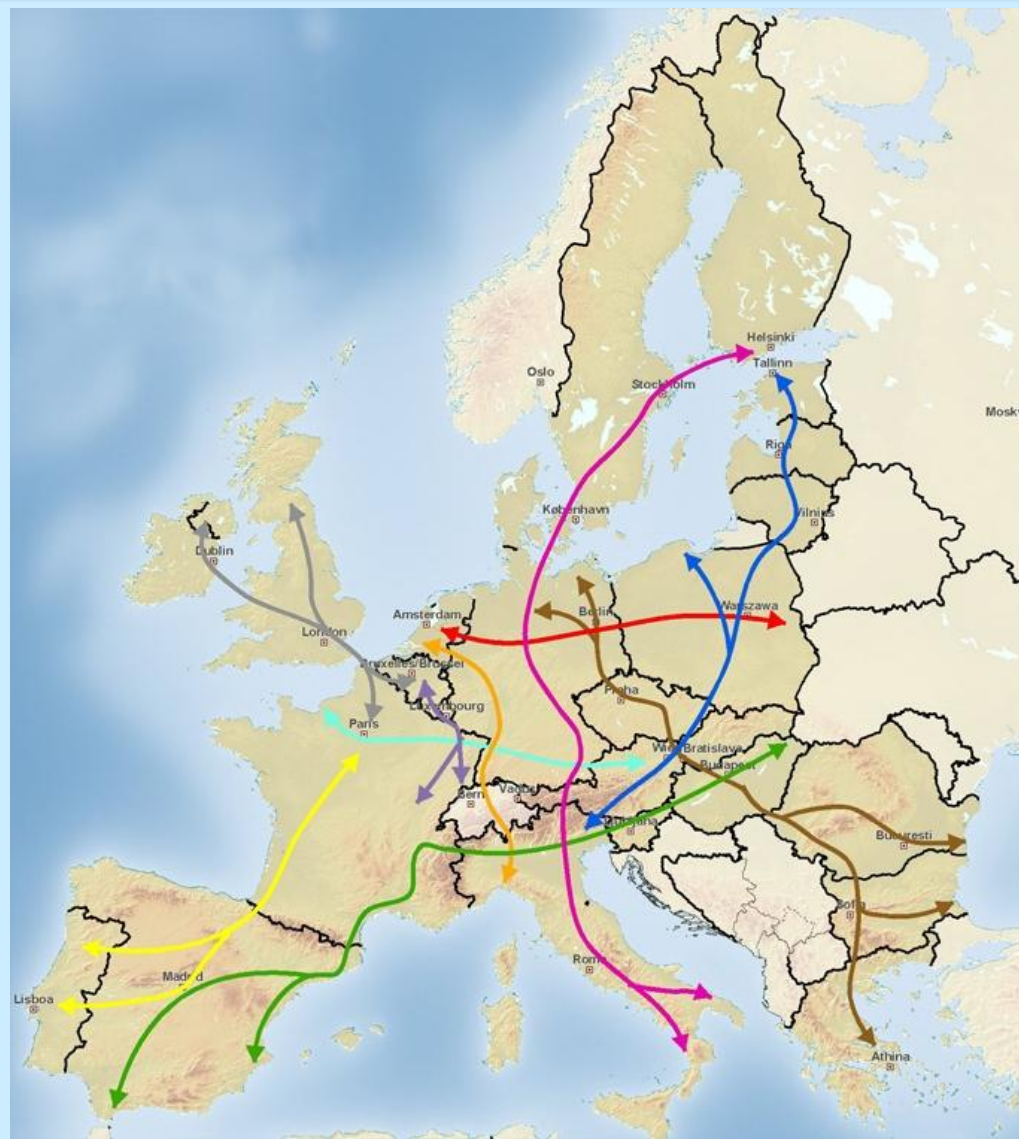 Helsinki
Tallinn
Oslo
Stockholm
Mosk
Riga
København
Vilnius
Dublin
Amsterdam
Berlin
Warszawa
London
Bruxelles/Brussel
Praha
Luxembourg
Paris
Wien
Bratislava
Budapest
Bern
Vaduz
Ljubljana
Bucuresti
Sofia
Madrid
Roma
Lisboa
Athina